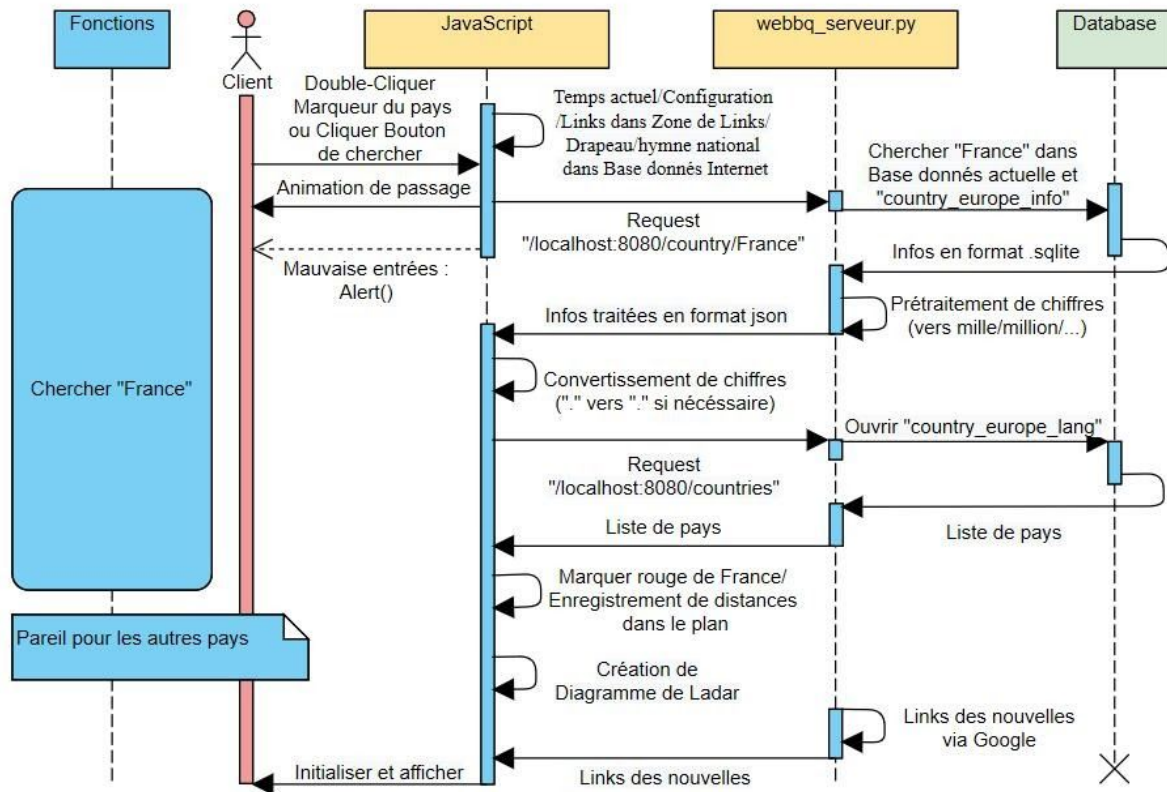 Fonctions
Client
JavaScript
webbq_serveur.py
Database
Double-Cliquer
Marqueur du pays
ou Cliquer Bouton
de chercher
Temps actuel/Configuration
/Links dans Zone de Links/
Drapeau/hymne national
dans Base donnés Internet
Chercher "France" dans
Base donnés actuelle et
"country_europe_info"
Animation de passage
Request
"/localhost:8080/country/France"
Mauvaise entrées :
Alert()
Infos en format .sqlite
Prétraitement de chiffres
(vers mille/million/...)
Infos traitées en format json
Chercher "France"
Convertissement de chiffres
("." vers "." si nécéssaire)
Ouvrir "country_europe_lang"
Request
"/localhost:8080/countries"
Liste de pays
Liste de pays
Marquer rouge de France/
Enregistrement de distances
dans le plan
Pareil pour les autres pays
Création de
Diagramme de Ladar
Links des nouvelles
via Google
Initialiser et afficher
Links des nouvelles